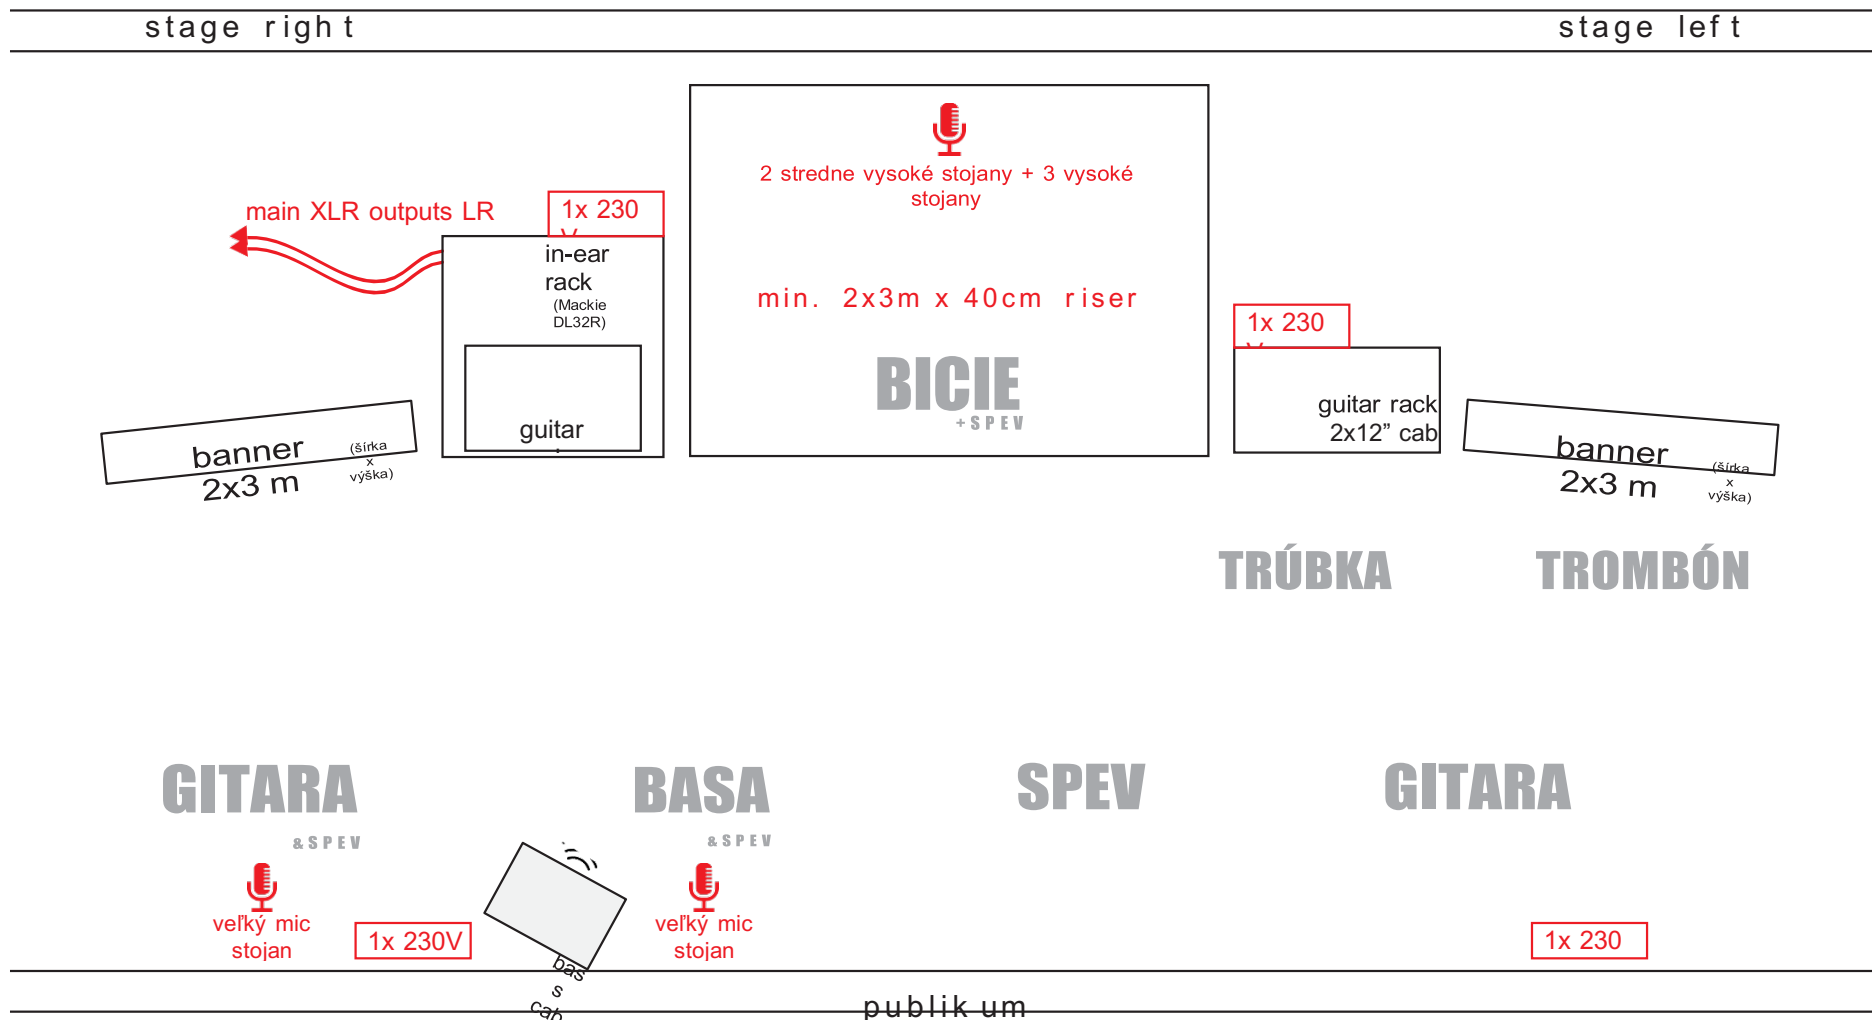 stage right
stage left
2 stredne vysoké stojany + 3 vysoké
stojany
main XLR outputs LR
1x 230
V
in-ear
rack
(Mackie
DL32R)
min. 2x3m x 40cm riser
1x 230
V
BICIE
+SPEV
guitar
guitar rack
2x12” cab
banner
2x3 m
(šírka
x
výška)
banner
2x3 m
(šírka
x
výška)
TRÚBKA
TROMBÓN
GITARA
&SPEV
BASA
&SPEV
SPEV
GITARA
veľký mic
stojan
1x 230V
veľký mic
stojan
1x 230
bas
s
cab
publikum